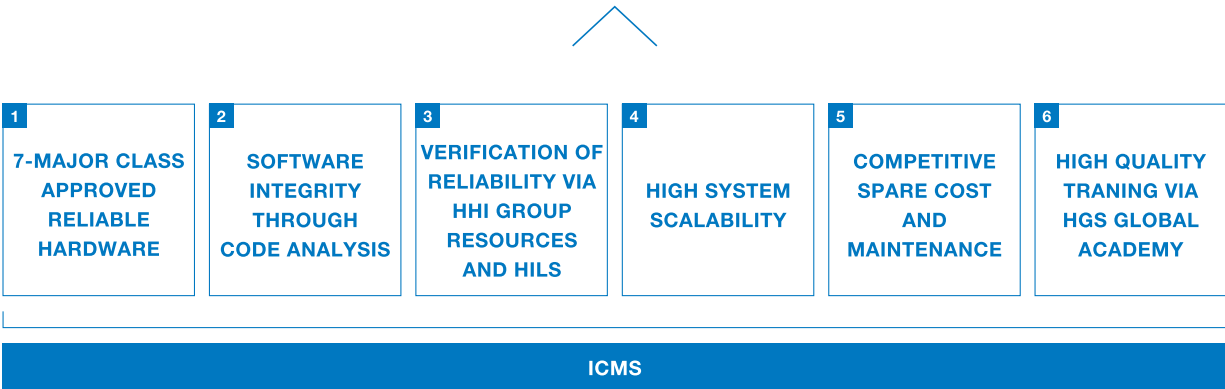 1
7-MAJOR CLASS
APPROVED
RELIABLE
HARDWARE
2
SOFTWARE
INTEGRITY
THROUGH
CODE ANALYSIS
3
VERIFICATION OF
RELIABILITY VIA
HHI GROUP
RESOURCES
AND HILS
4
HIGH SYSTEM
SCALABILITY
5
COMPETITIVE
SPARE COST
AND
MAINTENANCE
6
HIGH QUALITY
TRANING VIA
HGS GLOBAL
ACADEMY
ICMS